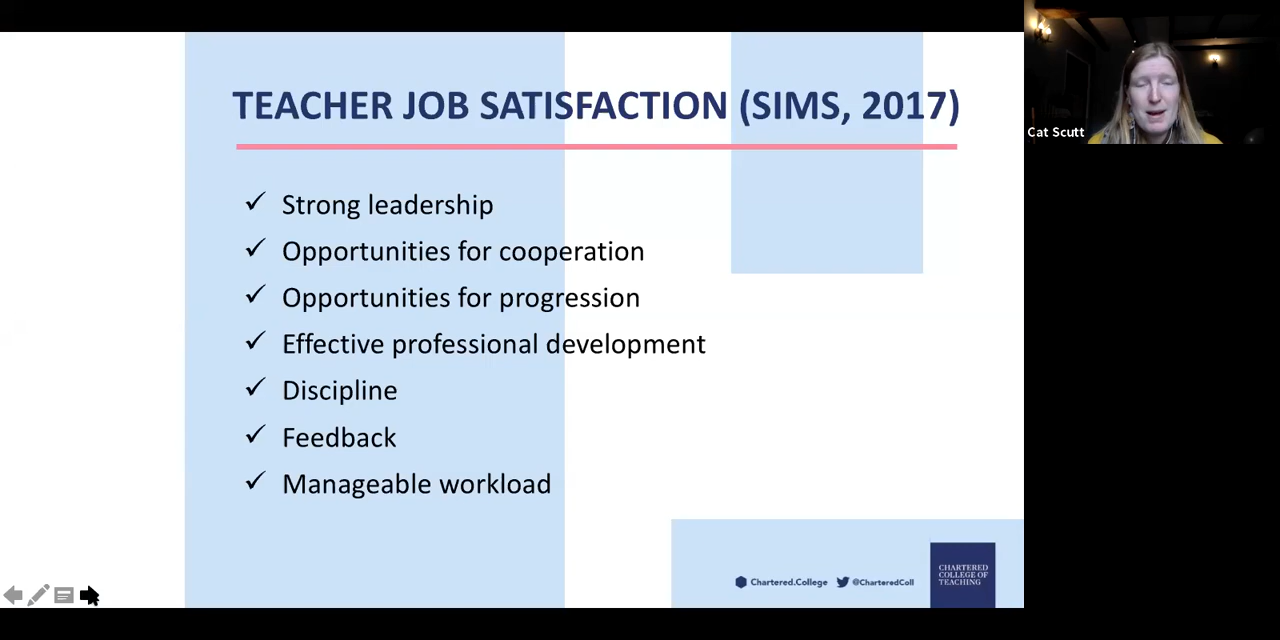 TEACHER JOB SATISFACTION (SIMS, 2017)
✓ Strong leadership
✓ Opportunities for cooperation
✓ Opportunities for progression
✓ Effective professional development
✓ Discipline
✓ Feedback
✓ Manageable workload
Chartered.College @CharteredColl
CHARTERED
COLLEGE OF
TEACHING
Cat Scutt